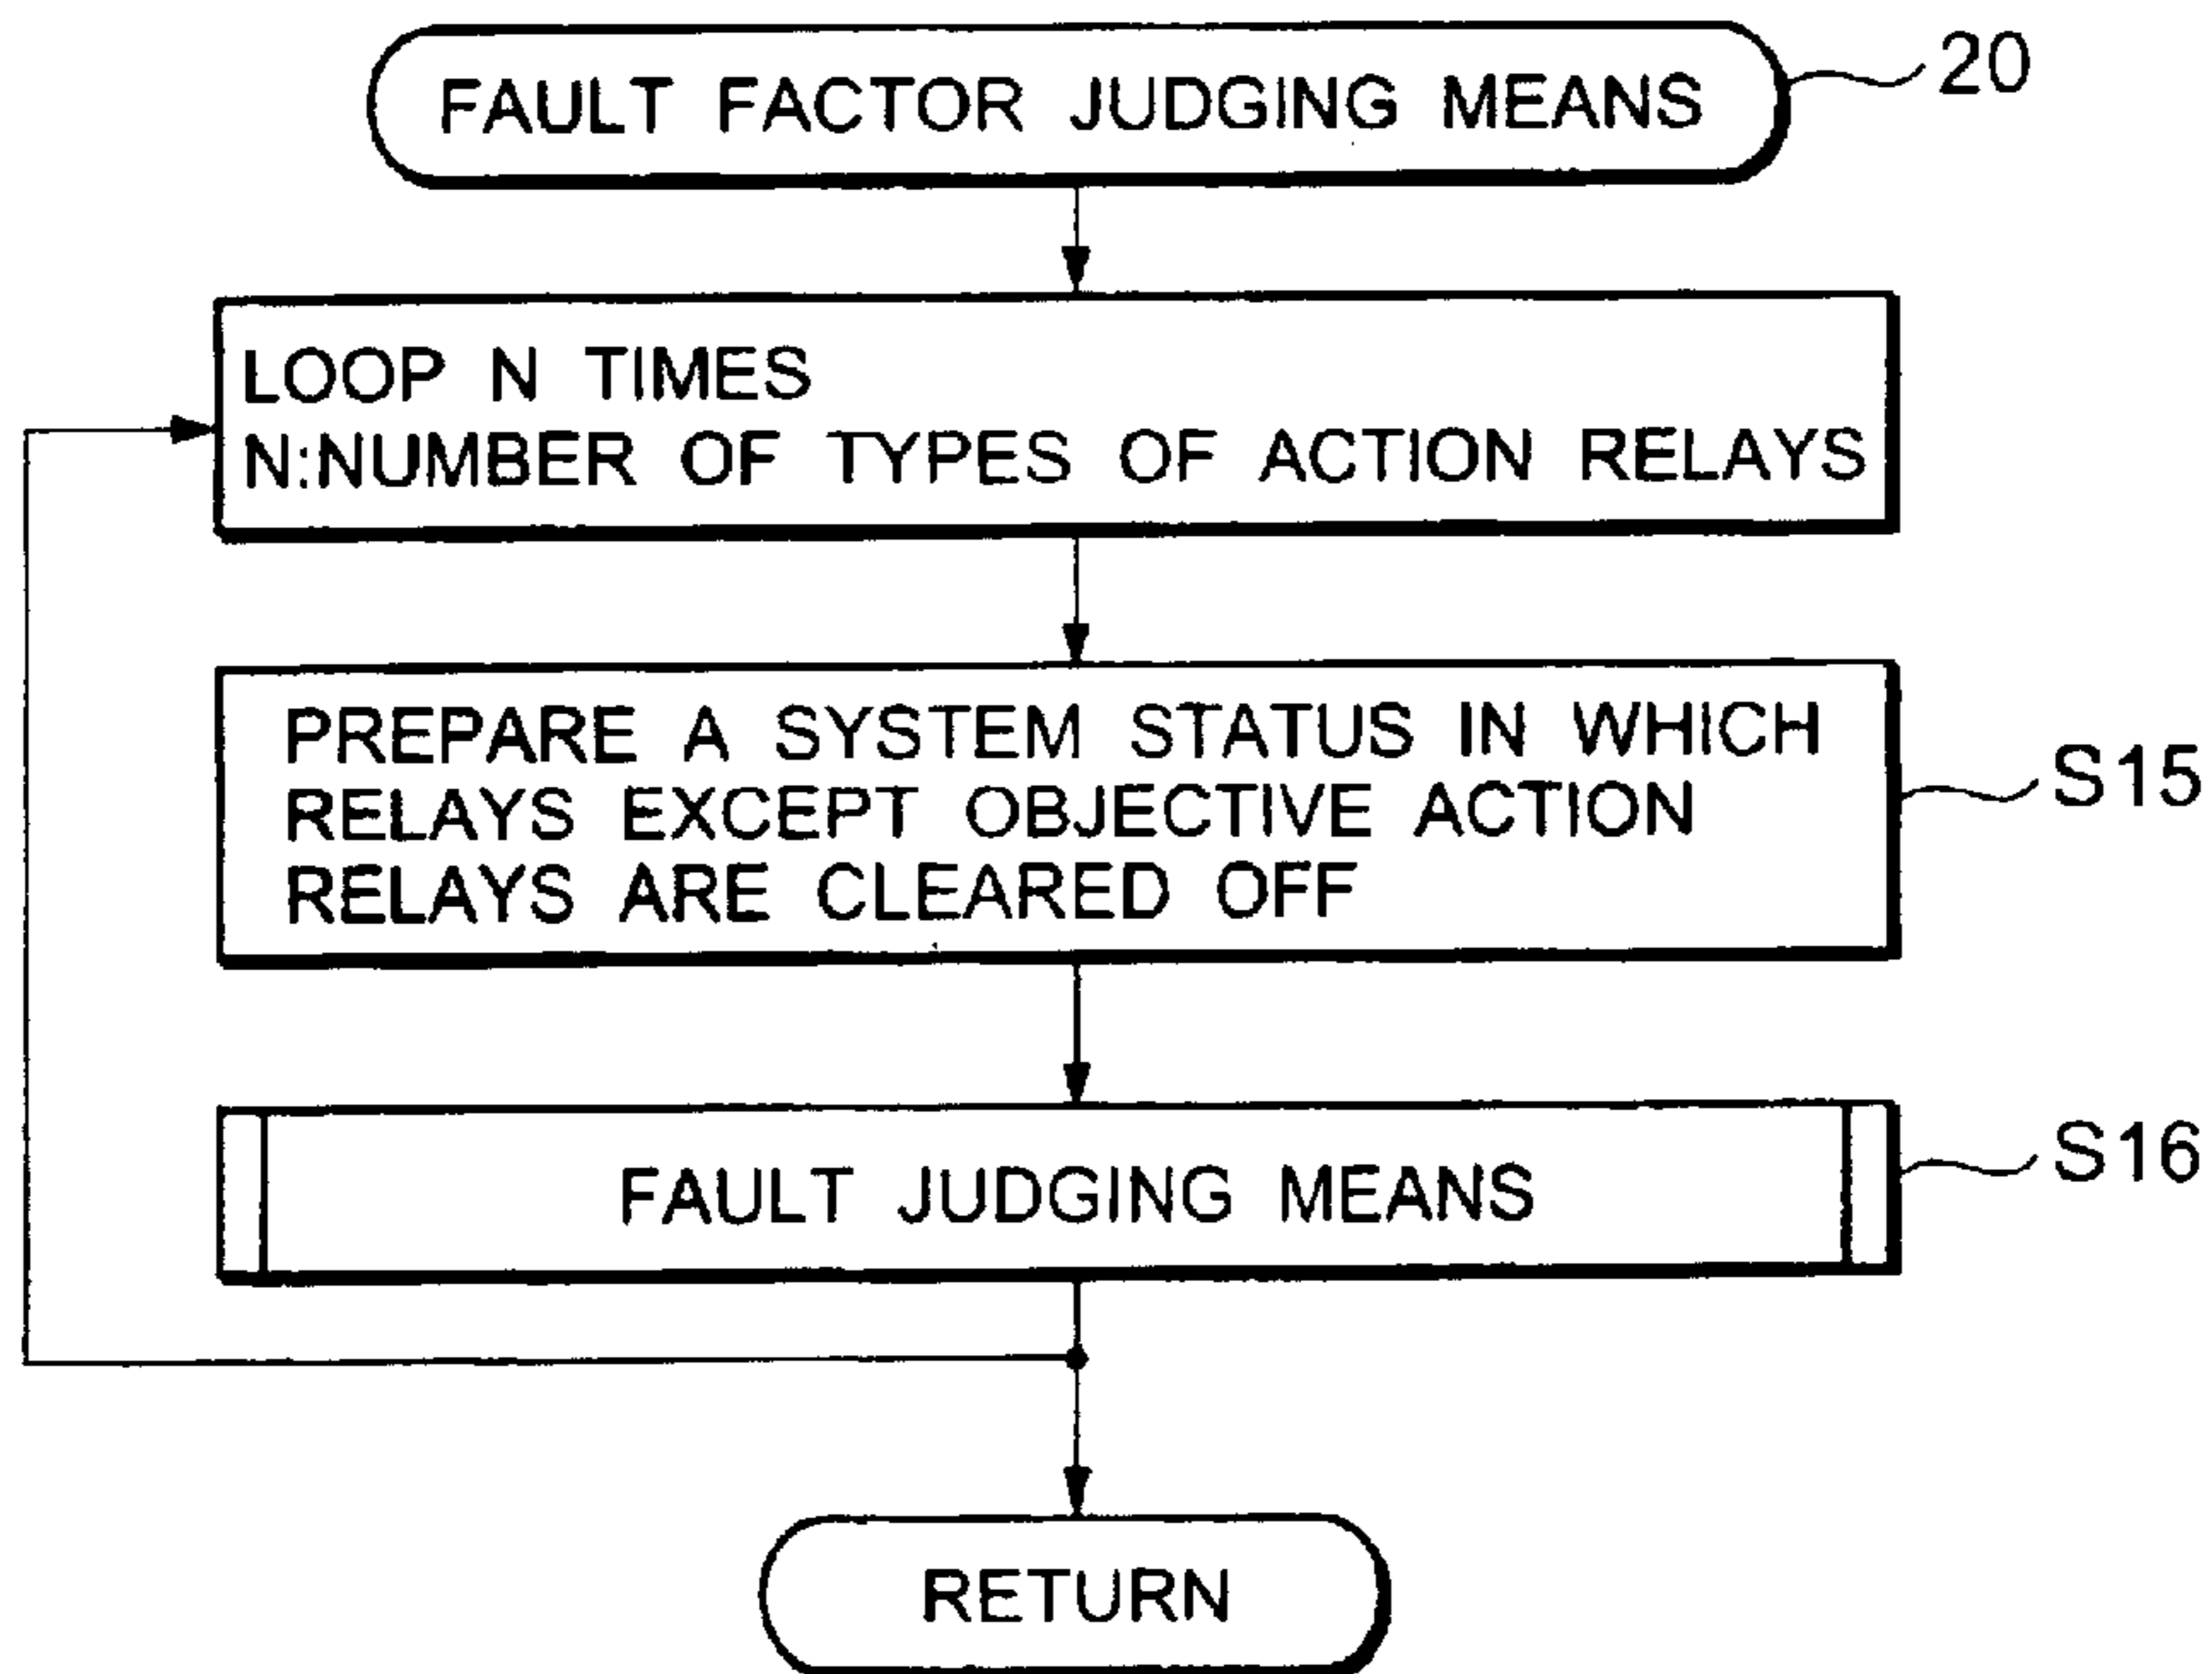 FAULT FACTOR JUDGING MEANS
20
LOOP N TIMES
N:NUMBER OF TYPES OF ACTION RELAYS
PREPARE A SYSTEM STATUS IN WHICH
RELAYS EXCEPT OBJECTIVE ACTION
RELAYS ARE CLEARED OFF
S15
FAULT JUDGING MEANS
S16
RETURN